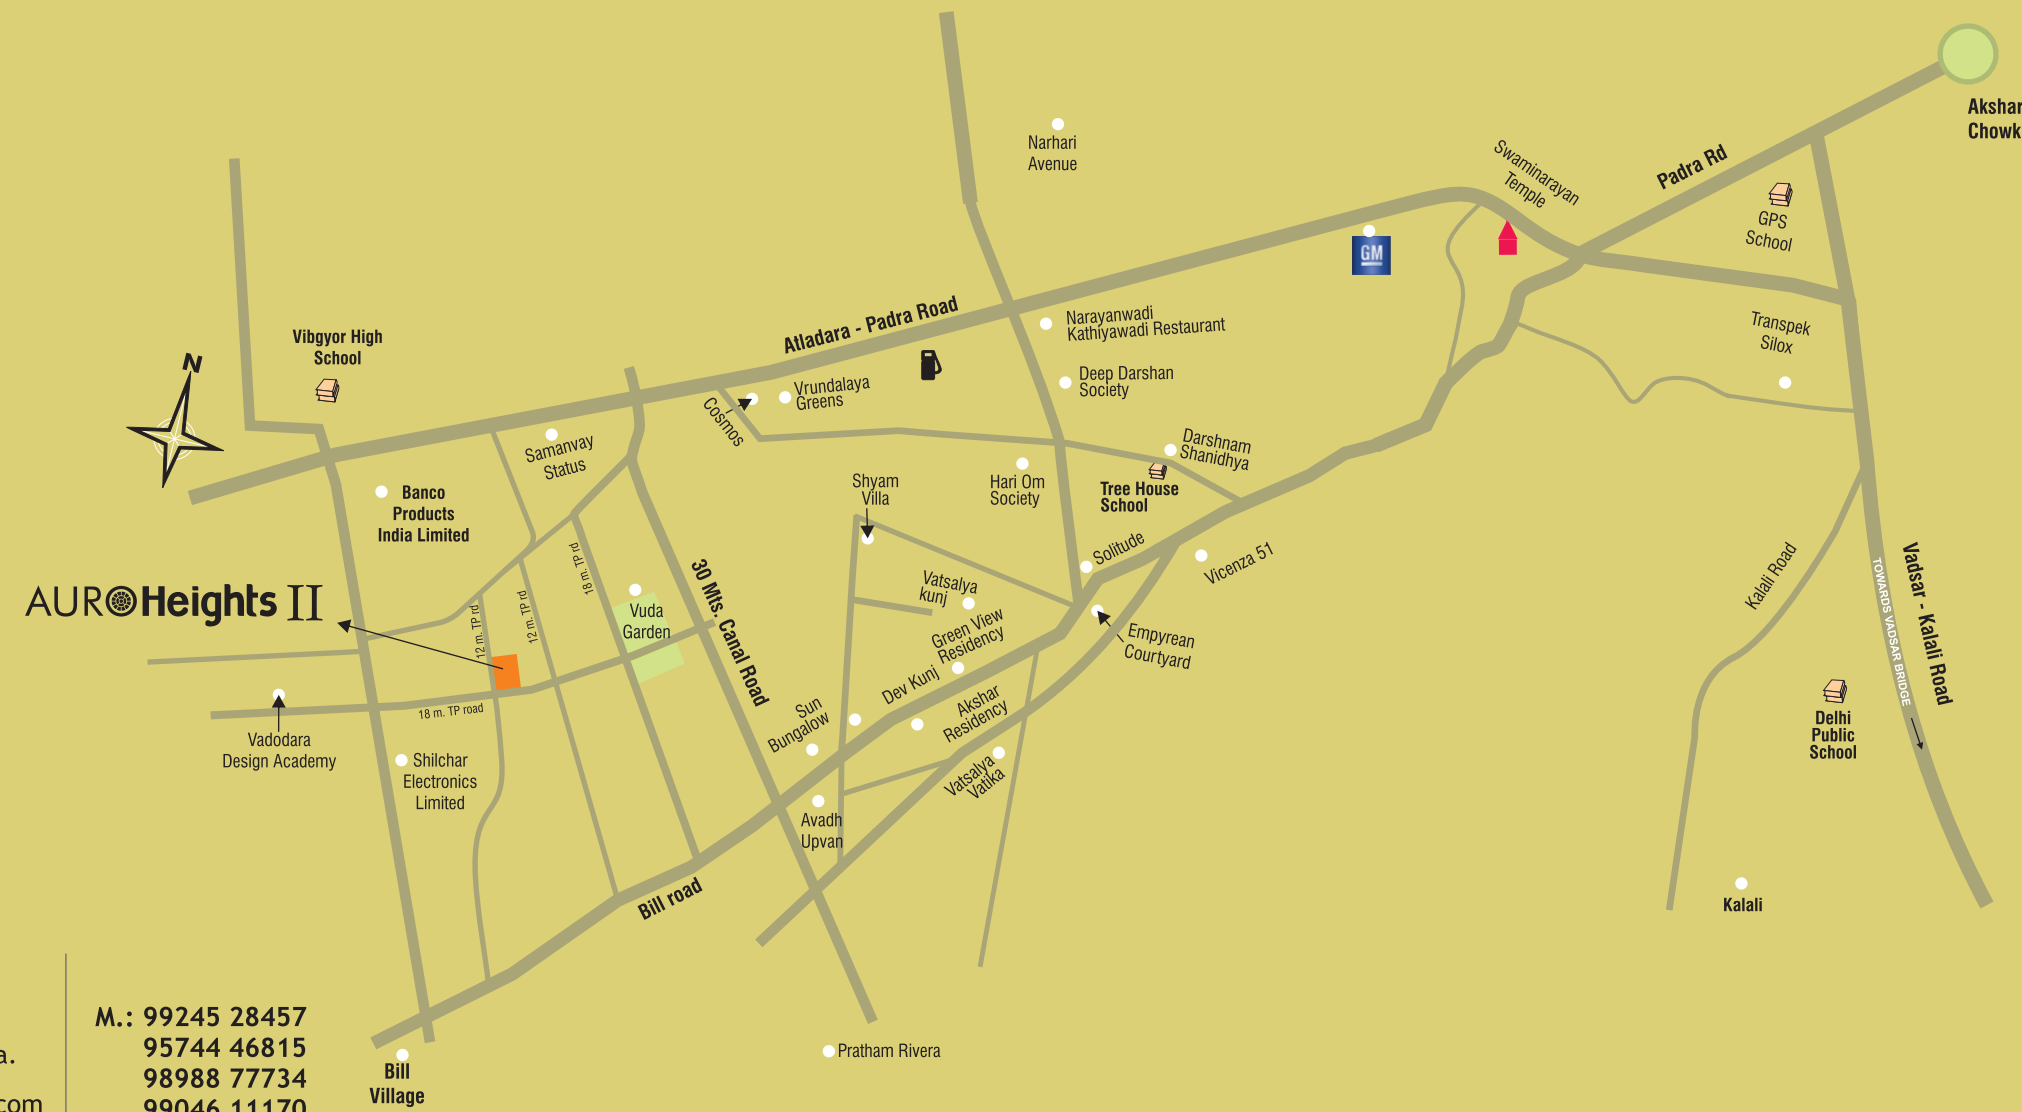 Akshar
Chowk
Narhari
Avenue
Swaminarayan
Temple
Padra Rd
GPS
School
GM
Atladara - Padra Road
Narayanwadi
Kathiyawadi Restaurant
Transpek
Silox
Vibgyor High
School
N
Deep Darshan
Society
Vrundalaya
Greens
Cosmos
Samanvay
Status
Darshnam
Shanidhya
Banco
Products
India Limited
Shyam
Villa
Hari Om
Society
Tree House
School
Solitude
Vicenza 51
Kalali Road
Vadsar - Kalali Road
TOWARDS VADSAR BRIDGE
AUROHeights II
12 m. TP rd
12 m. TP rd
18 m. TP rd
Vuda
Garden
30 Mts. Canal Road
Vatsalya
kunj
Green View
Residency
Empyrean
Courtyard
Dev Kunj
Akshar
Residency
Sun
Bungalow
18 m. TP road
Vadodara
Design Academy
Shilchar
Electronics
Limited
Vatsalya
Vatika
Delhi
Public
School
Avadh
Upvan
Bill road
Kalali
Pratham Rivera
Bill
Village
M.: 99245 28457
95744 46815
98988 77734
99046 11170
a.
com